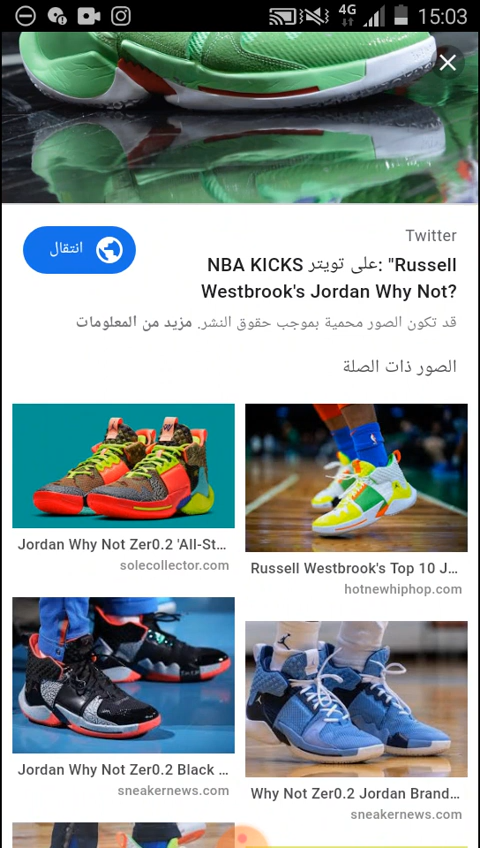 4G
15:03
Twitter
انتقال
NBA KICKS على تويتر: "Russell
Westbrook's Jordan Why Not?
قد تكون الصور محمية بموجب حقوق النشر. مزيد من المعلومات
الصور ذات الصلة
Jordan Why Not Zer0.2 'All-St...
solecollector.com
Russell Westbrook's Top 10 J...
hotnewhiphop.com
Jordan Why Not Zer0.2 Black ...
sneakernews.com
Why Not Zer0.2 Jordan Brand...
sneakernews.com